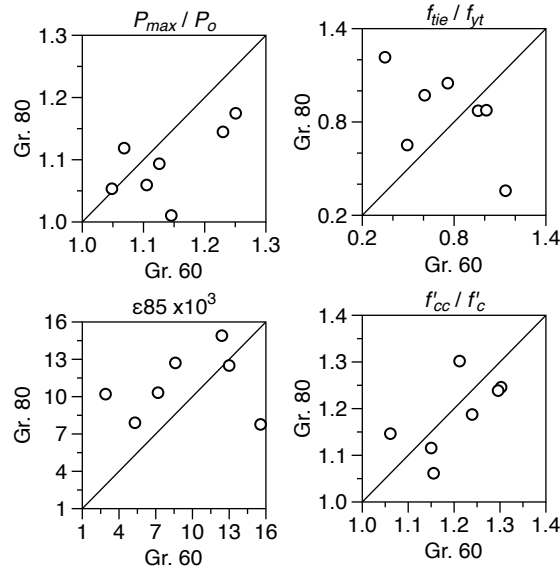 P_max / P_o
1.3
1.2
1.1
1.0
Gr. 80
1.0 1.1 1.2 1.3
Gr. 60
f_tie / f_yt
1.4
0.8
0.2
Gr. 80
0.2 0.8 1.4
Gr. 60
ε85 x10³
16
13
10
7
4
1
Gr. 80
1 4 7 10 13 16
Gr. 60
f'_cc / f'_c
1.4
1.3
1.2
1.1
1.0
Gr. 80
1.0 1.1 1.2 1.3 1.4
Gr. 60